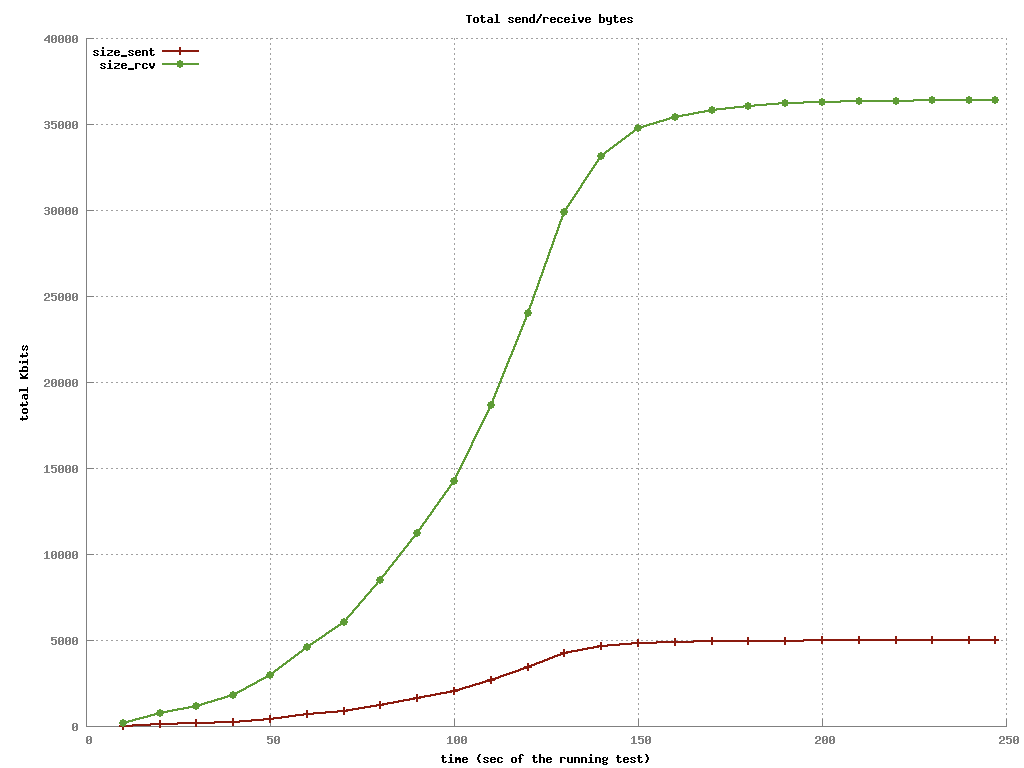 Total send/receive bytes
40000
size_sent
size_rcv
35000
30000
25000
total Kbits
20000
15000
10000
5000
0
0 50 100 150 200 250
time (sec of the running test)